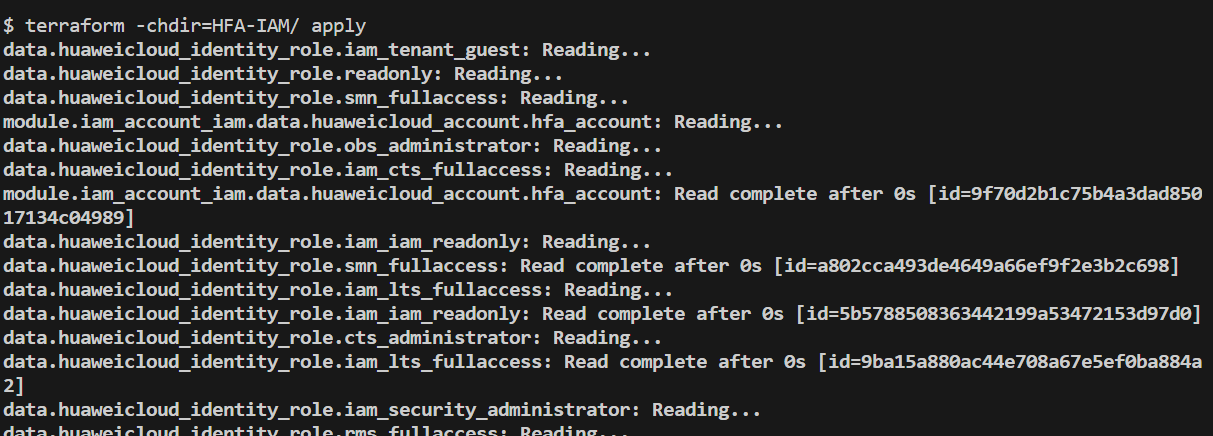 $ terraform -chdir=HFA-IAM/ apply
data.huaweicloud_identity_role.iam_tenant_guest: Reading...
data.huaweicloud_identity_role.readonly: Reading...
data.huaweicloud_identity_role.smn_fullaccess: Reading...
module.iam_account_iam.data.huaweicloud_account.hfa_account: Reading...
data.huaweicloud_identity_role.obs_administrator: Reading...
data.huaweicloud_identity_role.iam_cts_fullaccess: Reading...
module.iam_account_iam.data.huaweicloud_account.hfa_account: Read complete after 0s [id=9f70d2b1c75b4a3dad850
17134c04989]
data.huaweicloud_identity_role.iam_iam_readonly: Reading...
data.huaweicloud_identity_role.smn_fullaccess: Read complete after 0s [id=a802cca493de4649a66ef9f2e3b2c698]
data.huaweicloud_identity_role.iam_lts_fullaccess: Reading...
data.huaweicloud_identity_role.iam_iam_readonly: Read complete after 0s [id=5b5788508363442199a53472153d97d0]
data.huaweicloud_identity_role.cts_administrator: Reading...
data.huaweicloud_identity_role.iam_lts_fullaccess: Read complete after 0s [id=9ba15a880ac44e708a67e5ef0ba884a
2]
data.huaweicloud_identity_role.iam_security_administrator: Reading...
data.huaweicloud_identity_role.rms_fullaccess: Reading...